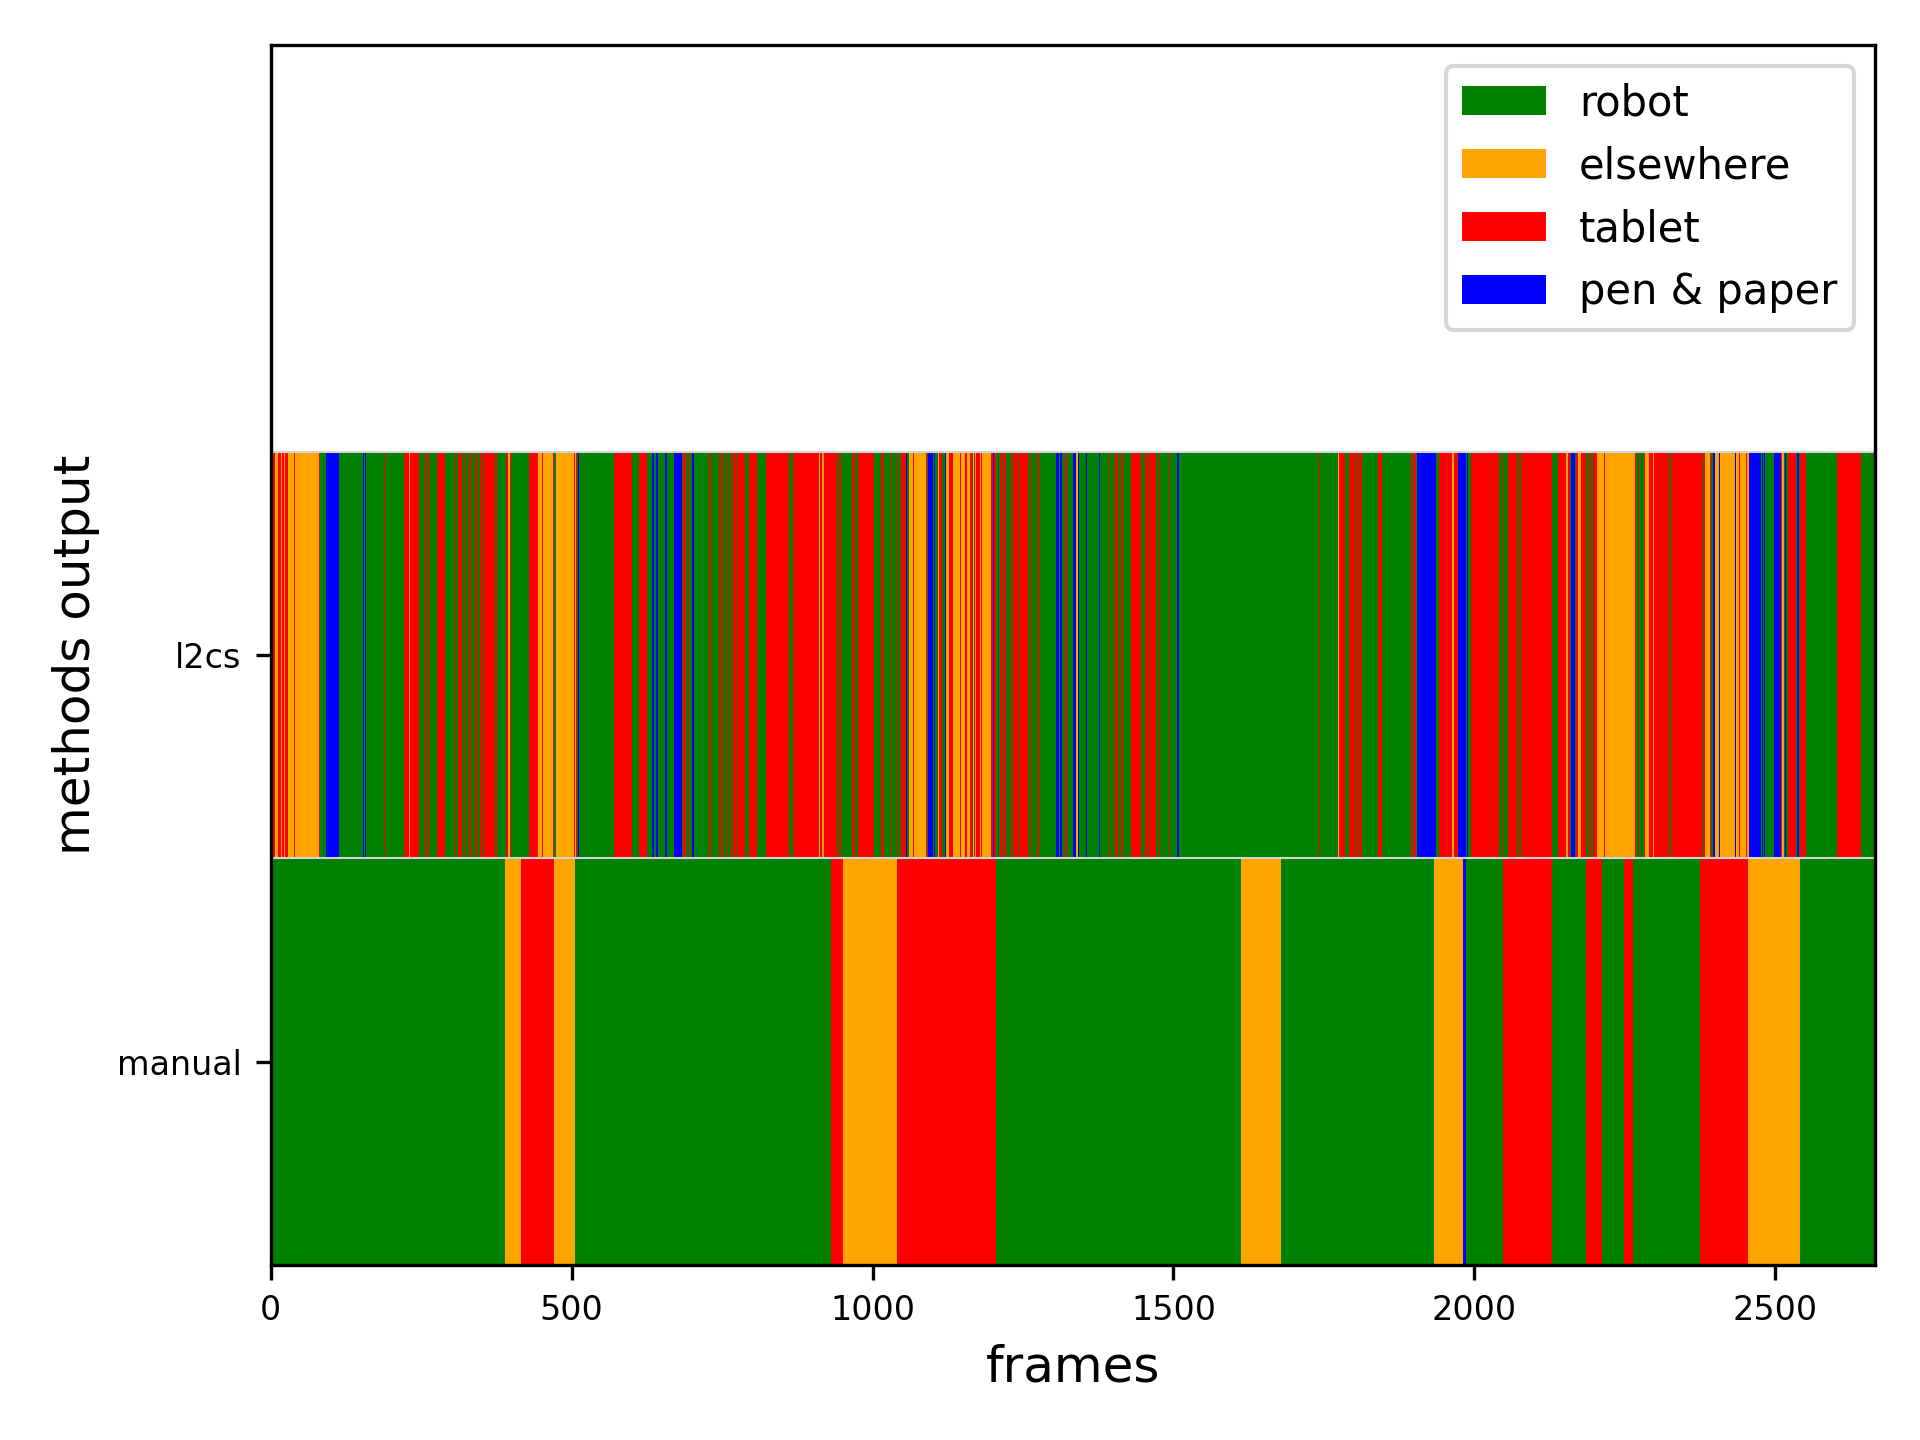 robot
elsewhere
tablet
pen & paper
methods output
l2cs
manual
0 500 1000 1500 2000 2500
frames